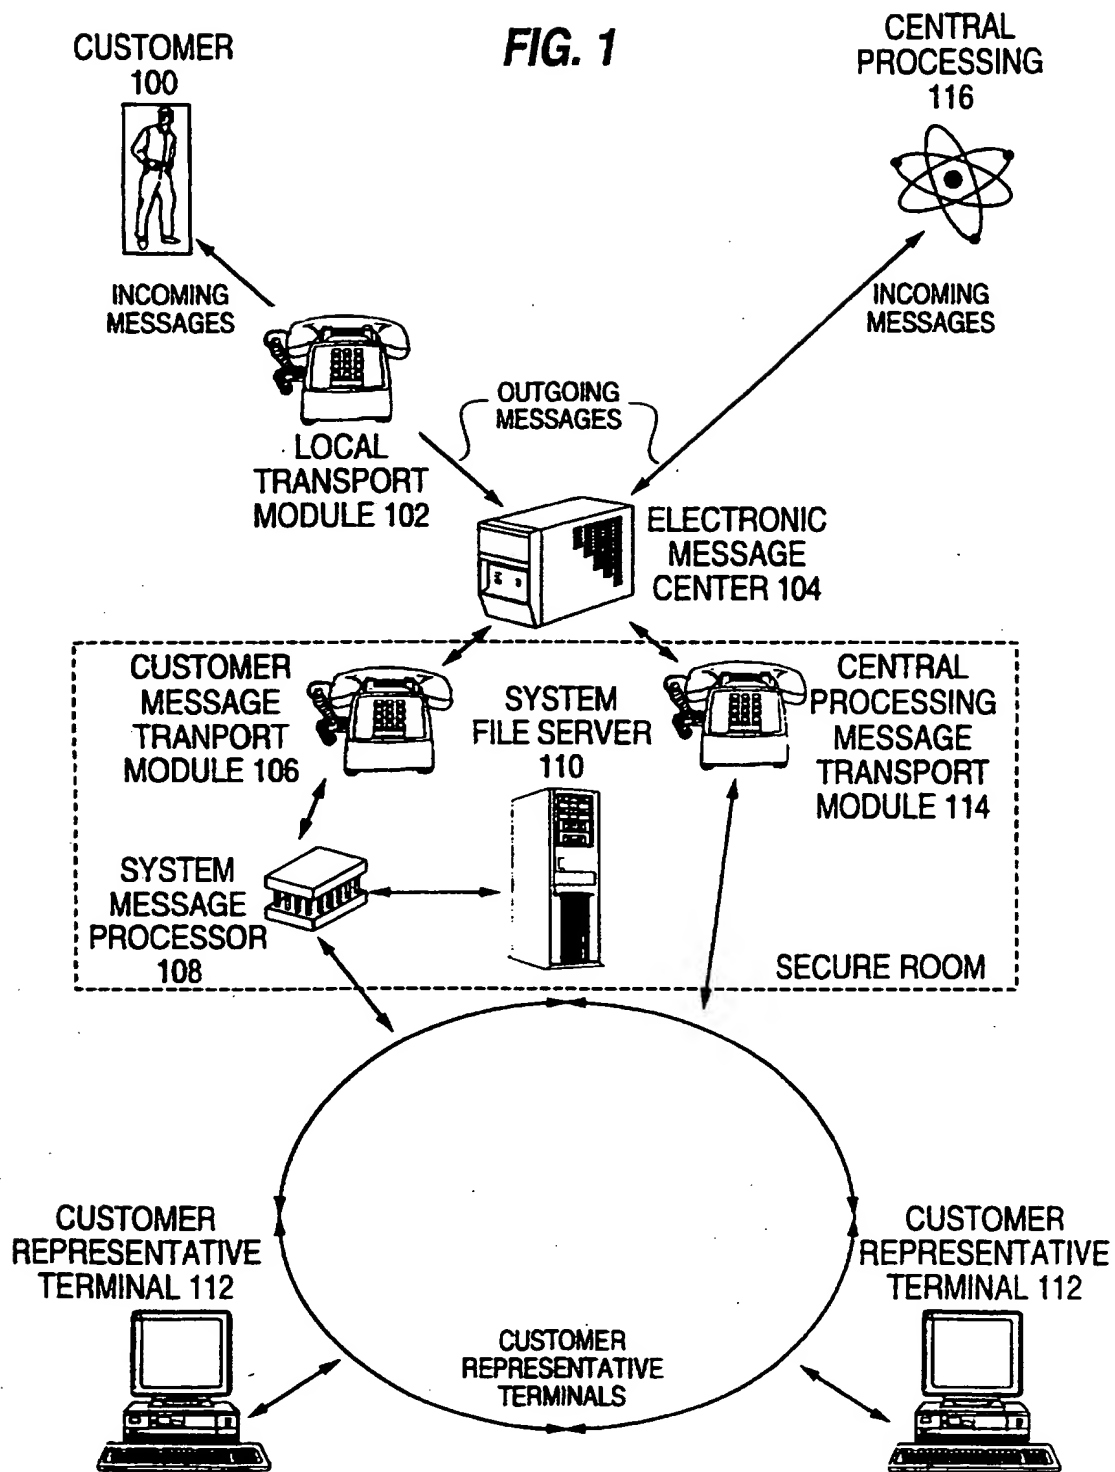 FIG. 1
CUSTOMER
100
CENTRAL
PROCESSING
116
INCOMING
MESSAGES
INCOMING
MESSAGES
OUTGOING
MESSAGES
LOCAL
TRANSPORT
MODULE 102
ELECTRONIC
MESSAGE
CENTER 104
CUSTOMER
MESSAGE
TRANPORT
MODULE 106
SYSTEM
FILE SERVER
110
CENTRAL
PROCESSING
MESSAGE
TRANSPORT
MODULE 114
SYSTEM
MESSAGE
PROCESSOR
108
SECURE ROOM
CUSTOMER
REPRESENTATIVE
TERMINAL 112
CUSTOMER
REPRESENTATIVE
TERMINAL 112
CUSTOMER
REPRESENTATIVE
TERMINALS